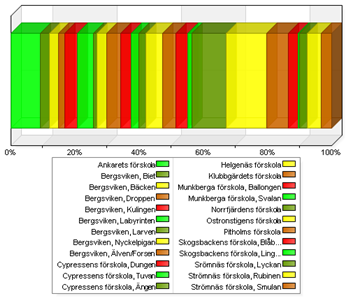 0% 20% 40% 60% 80% 100%
Ankarets förskola
Bergsviken, Biet
Bergsviken, Bäcken
Bergsviken, Droppen
Bergsviken, Kulingen
Bergsviken, Labyrinten
Bergsviken, Larven
Bergsviken, Nyckelpigan
Bergsviken, Älven/Forsen
Cypressens förskola, Dungen
Cypressens förskola, Tuvan
Cypressens förskola, Ängen
Helgenäs förskola
Klubbgärdets förskola
Munkberga förskola, Ballongen
Munkberga förskola, Svalan
Norrfjärdens förskola
Ostronstigens förskola
Pitholms förskola
Skogsbackens förskola, Blåb...
Skogsbackens förskola, Ling...
Srömnäs förskola, Lyckan
Strömnäs förskola, Rubinen
Strömnäs förskola, Smulan